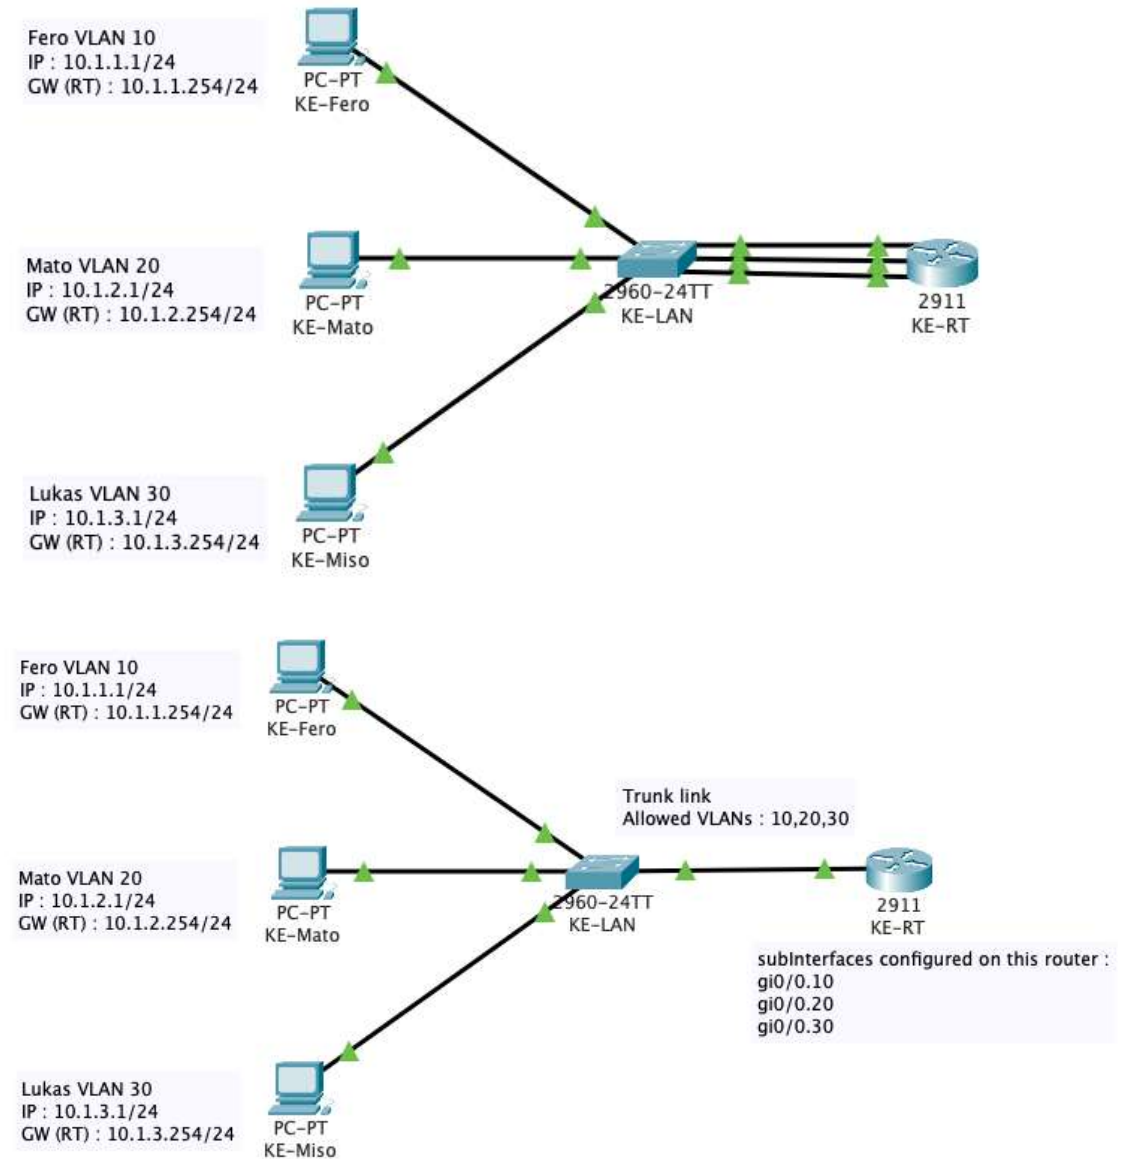 Fero VLAN 10
IP : 10.1.1.1/24
GW (RT) : 10.1.1.254/24
PC-PT
KE-Fero
Mato VLAN 20
IP : 10.1.2.1/24
GW (RT) : 10.1.2.254/24
PC-PT
KE-Mato
2960-24TT
KE-LAN
2911
KE-RT
Lukas VLAN 30
IP : 10.1.3.1/24
GW (RT) : 10.1.3.254/24
PC-PT
KE-Miso
Fero VLAN 10
IP : 10.1.1.1/24
GW (RT) : 10.1.1.254/24
PC-PT
KE-Fero
Trunk link
Allowed VLANs : 10,20,30
Mato VLAN 20
IP : 10.1.2.1/24
GW (RT) : 10.1.2.254/24
PC-PT
KE-Mato
2960-24TT
KE-LAN
2911
KE-RT
subInterfaces configured on this router :
gi0/0.10
gi0/0.20
gi0/0.30
Lukas VLAN 30
IP : 10.1.3.1/24
GW (RT) : 10.1.3.254/24
PC-PT
KE-Miso